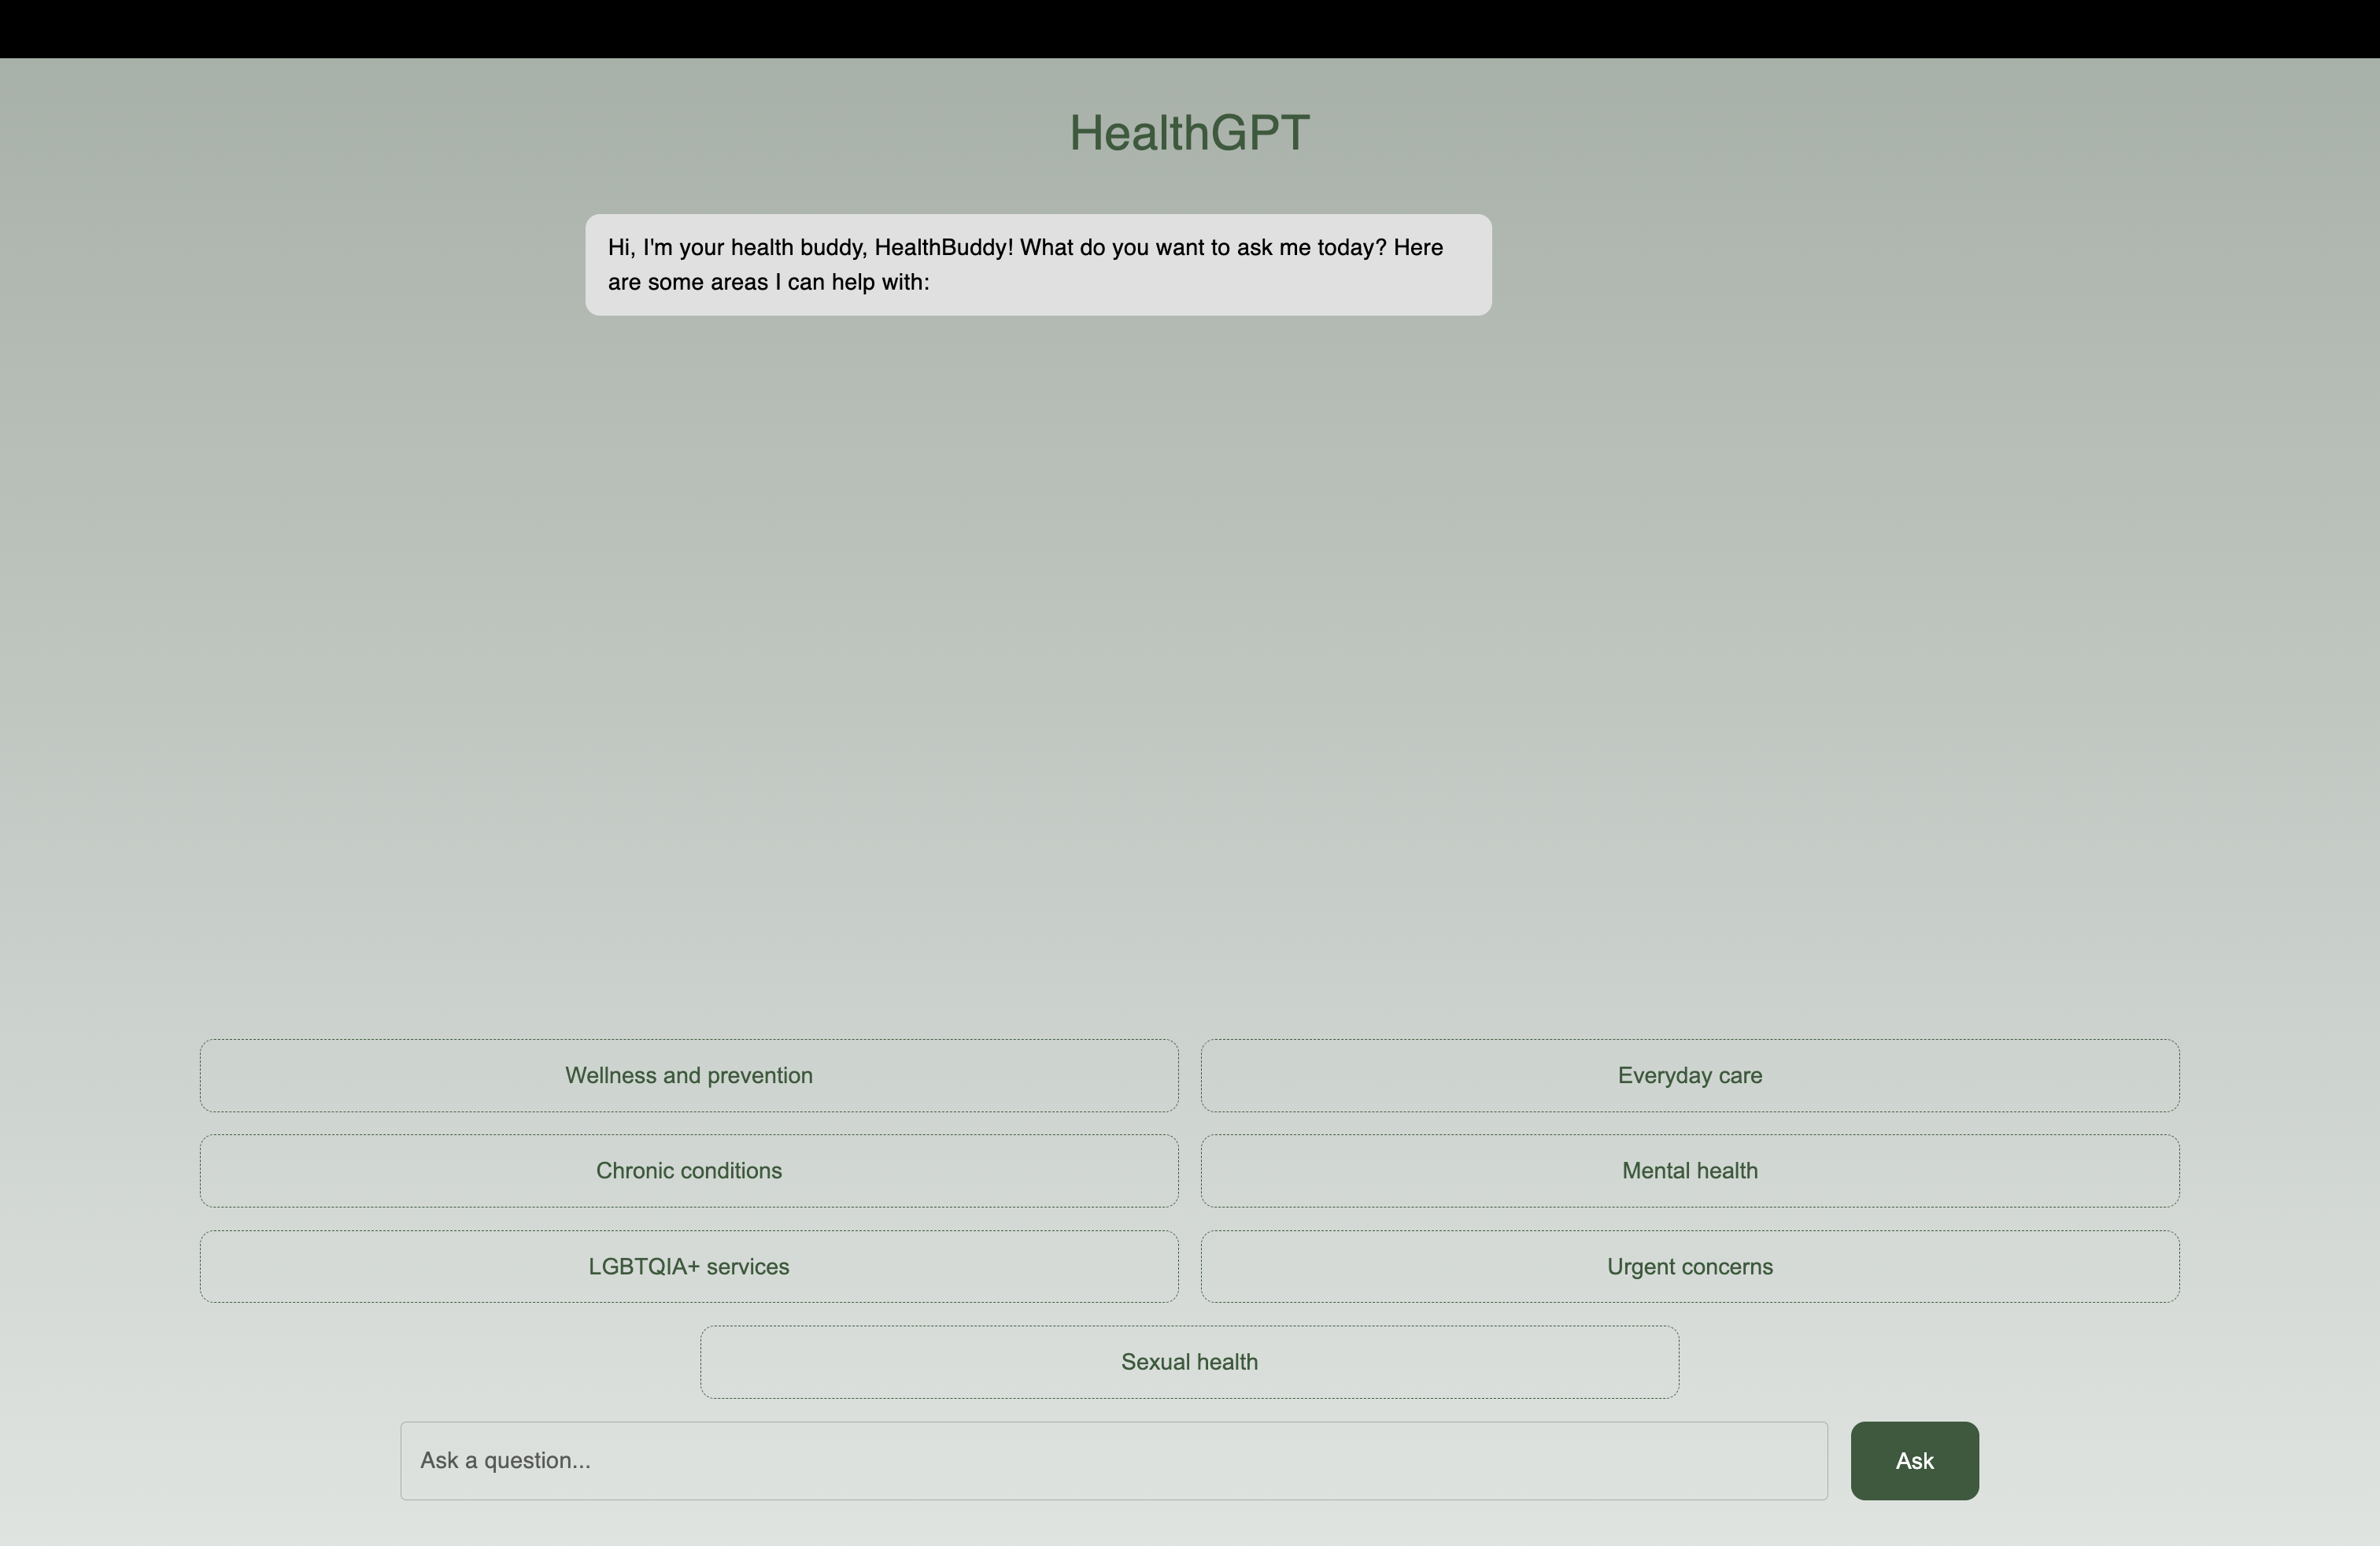 HealthGPT
Hi, I'm your health buddy, HealthBuddy! What do you want to ask me today? Here
are some areas I can help with:
Wellness and prevention
Everyday care
Chronic conditions
Mental health
LGBTQIA+ services
Urgent concerns
Sexual health
Ask a question...
Ask